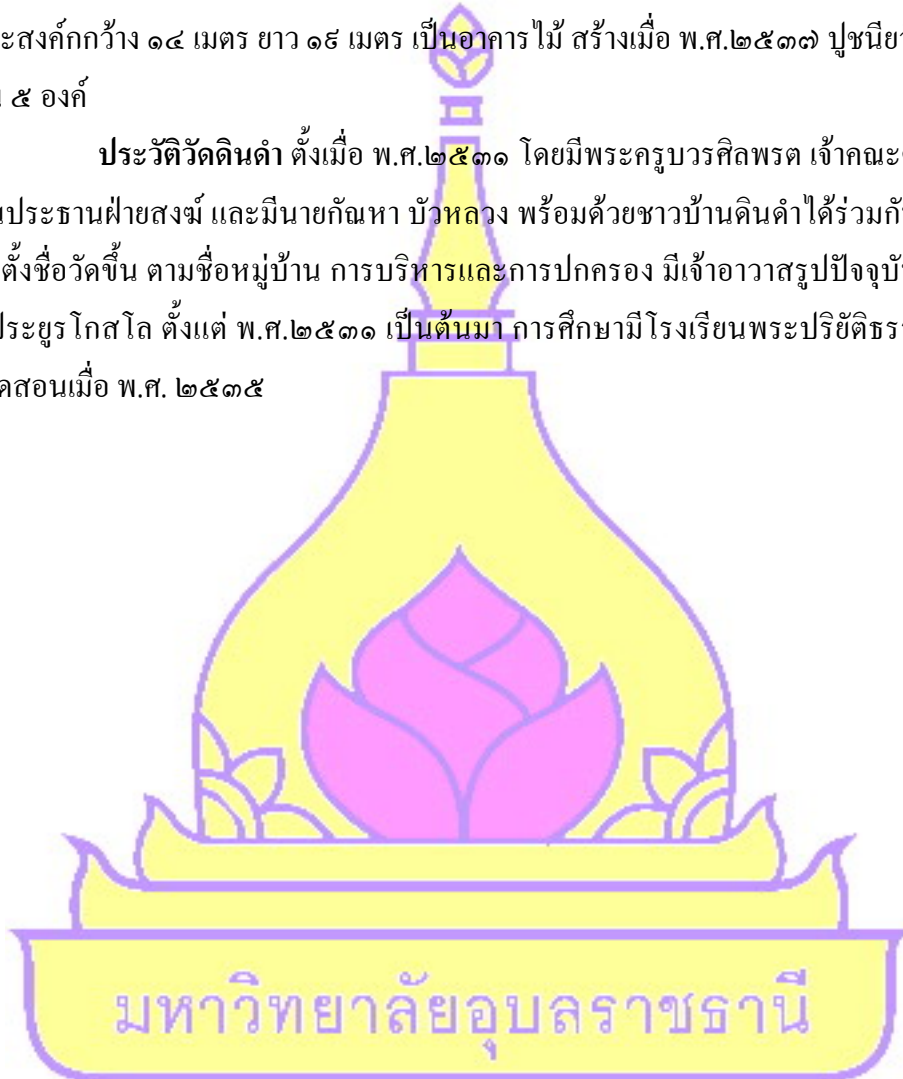 ะสงค์กกว้าง ๑๔ เมตร ยาว ๑๙ เมตร เป็นอาคารไม้ สร้างเมื่อ พ.ศ.๒๕๓๗ ปูชนียว
๕ องค์
ประวัติวัดดินดำ ตั้งเมื่อ พ.ศ.๒๕๓๑ โดยมีพระครูบวรศิลพรต เจ้าคณะ
นประธานฝ่ายสงฆ์ และมีนายกัณหา บัวหลวง พร้อมด้วยชาวบ้านดินดำได้ร่วมกั
ตั้งชื่อวัดขึ้น ตามชื่อหมู่บ้าน การบริหารและการปกครอง มีเจ้าอาวาสรูปปัจจุบั
ประยูร โกสโล ตั้งแต่ พ.ศ.๒๕๓๑ เป็นต้นมา การศึกษามีโรงเรียนพระปริยัติธร
ดสอนเมื่อ พ.ศ. ๒๕๓๕
มหาวิทยาลัยอุบลราชธานี